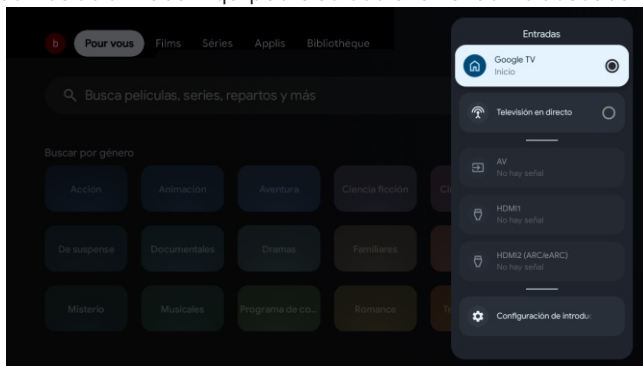 b Pour vous Films Séries Applis Bibliothèque
Busca películas, series, repartos y más
Buscar por género
Acción Animación Aventura Ciencia ficción
De suspense Documentales Dramas Familiares
Misterio Musicales Programa de co... Romance
Entradas
Google TV
Inicio
Televisión en directo
AV
No hay señal
HDMI1
No hay señal
HDMI2 (ARC/eARC)
No hay señal
Configuración de introdu